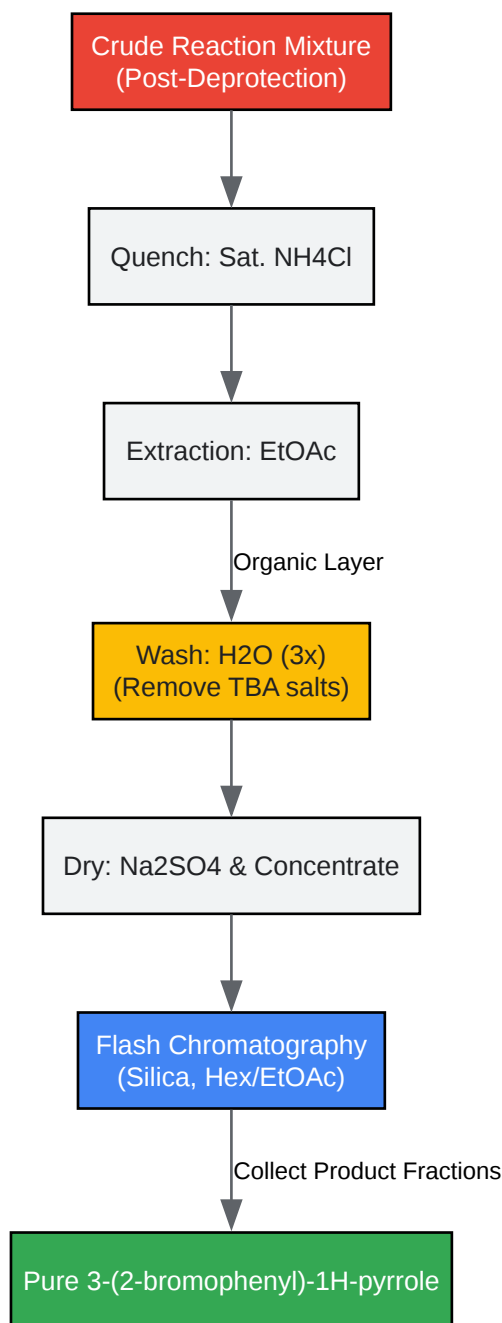 Crude Reaction Mixture
(Post-Deprotection)
Quench: Sat. NH4Cl
Extraction: EtOAc
Organic Layer
Wash: H2O (3x)
(Remove TBA salts)
Dry: Na2SO4 & Concentrate
Flash Chromatography
(Silica, Hex/EtOAc)
Collect Product Fractions
Pure 3-(2-bromophenyl)-1H-pyrrole